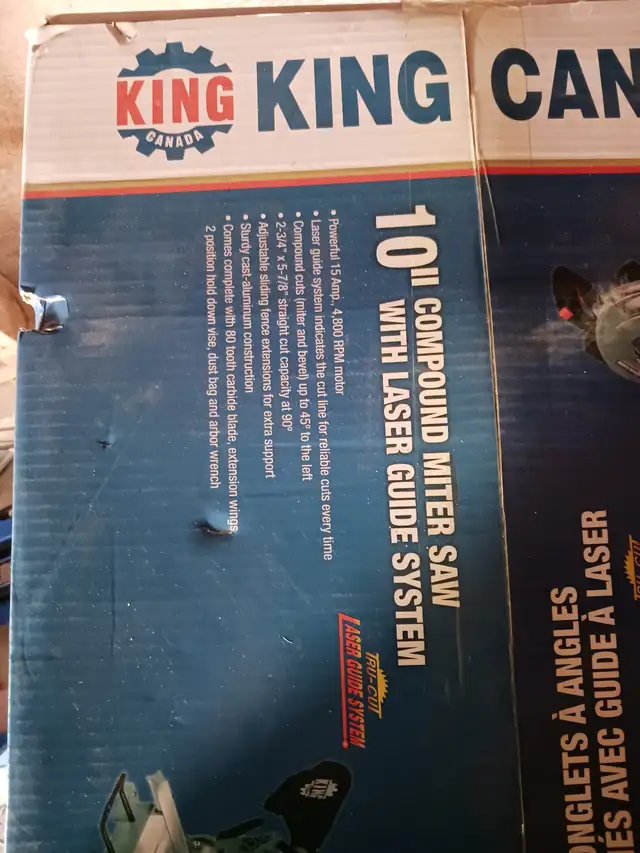 KING
CANADA
KING CAN
10" COMPOUND MITER SAW
WITH LASER GUIDE SYSTEM
• Powerful 15 Amp., 4,800 RPM motor
• Laser guide system indicates the cut line for reliable cuts every time
• Compound cuts (miter and bevel) up to 45° to the left
• 2-3/4" x 5-7/8" straight cut capacity at 90°
• Adjustable sliding fence extensions for extra support
• Sturdy cast-aluminum construction
• Comes complete with 80 tooth carbide blade, extension wings,
2 position hold down vise, dust bag and arbor wrench
TRU-CUT
LASER GUIDE SYSTEM
KING
ONGLETS À ANGLES
ÉS AVEC GUIDE À LASER